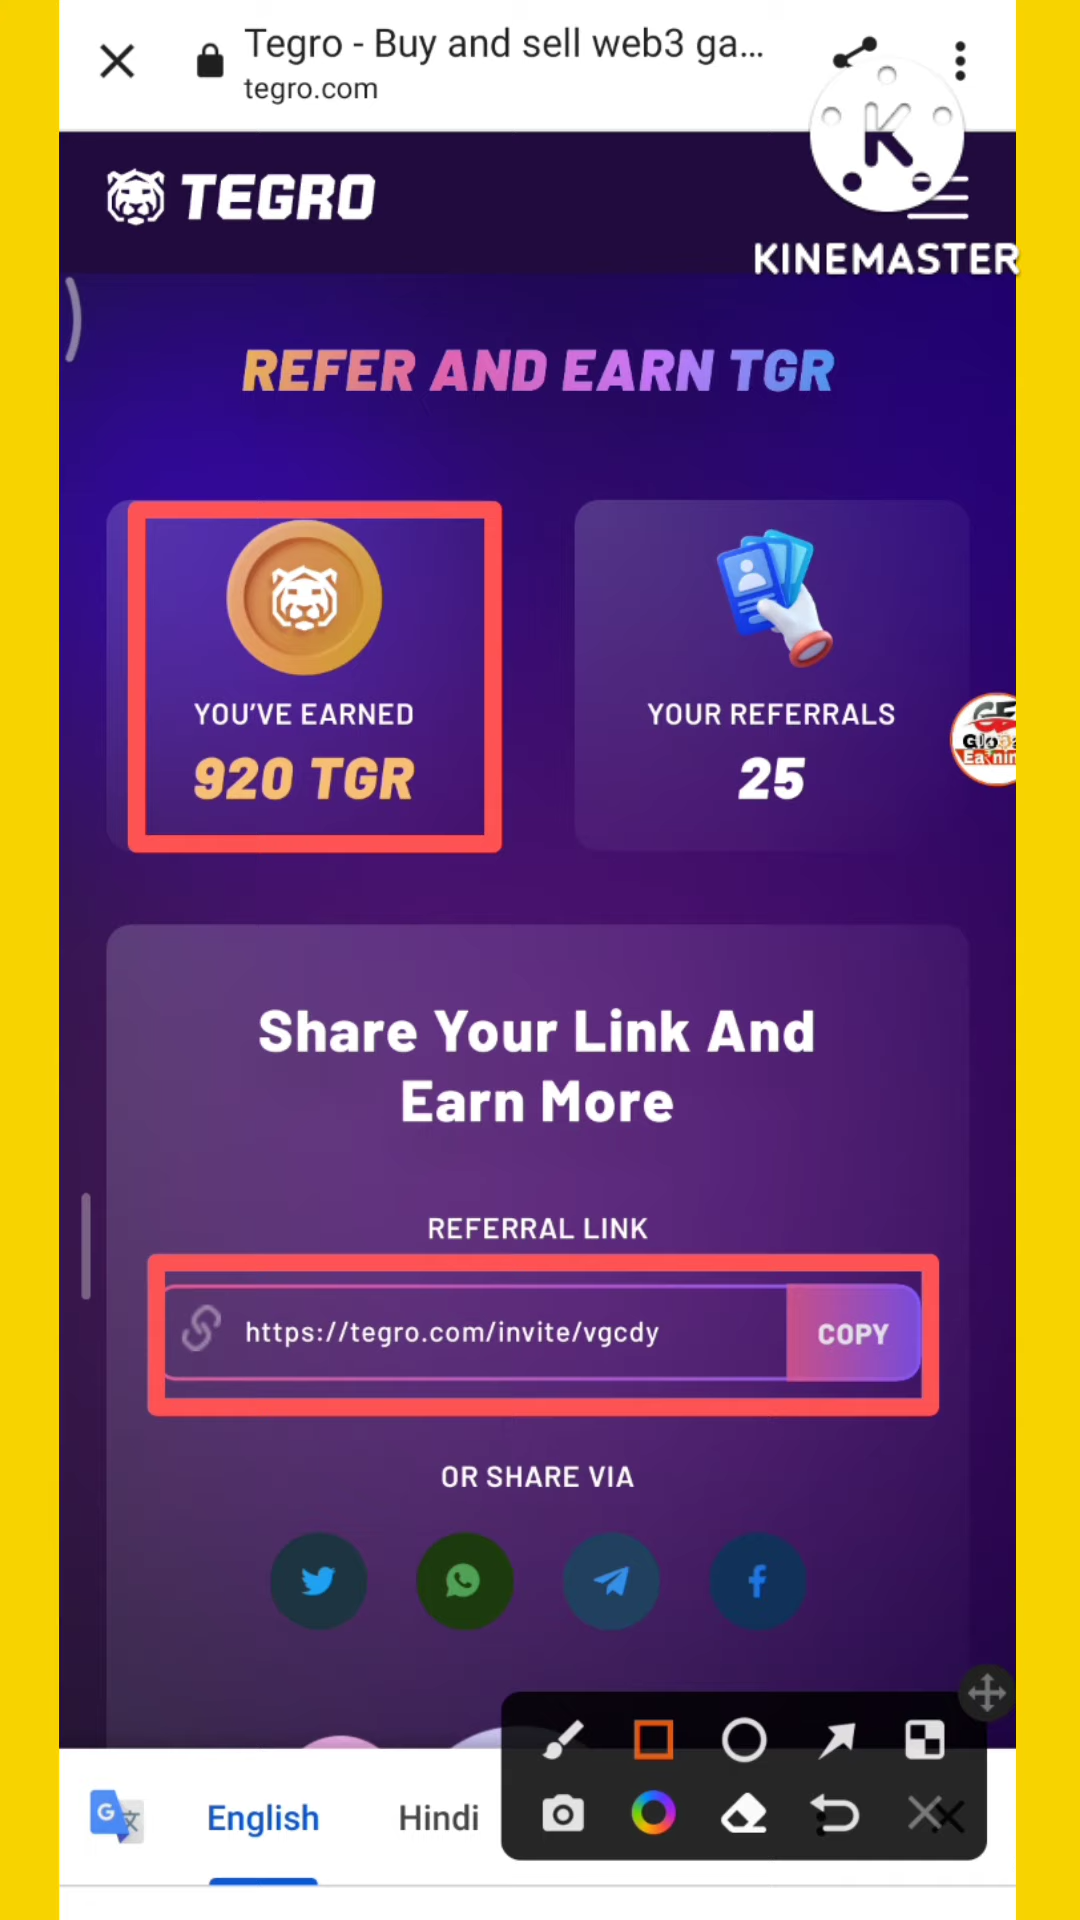 Tegro - Buy and sell web3 ga...
tegro.com
K
KINEMASTER
TEGRO
REFER AND EARN TGR
YOU'VE EARNED
920 TGR
YOUR REFERRALS
25
GE
Earnin
Share Your Link And
Earn More
REFERRAL LINK
https://tegro.com/invite/vgcdy
COPY
OR SHARE VIA
English
Hindi